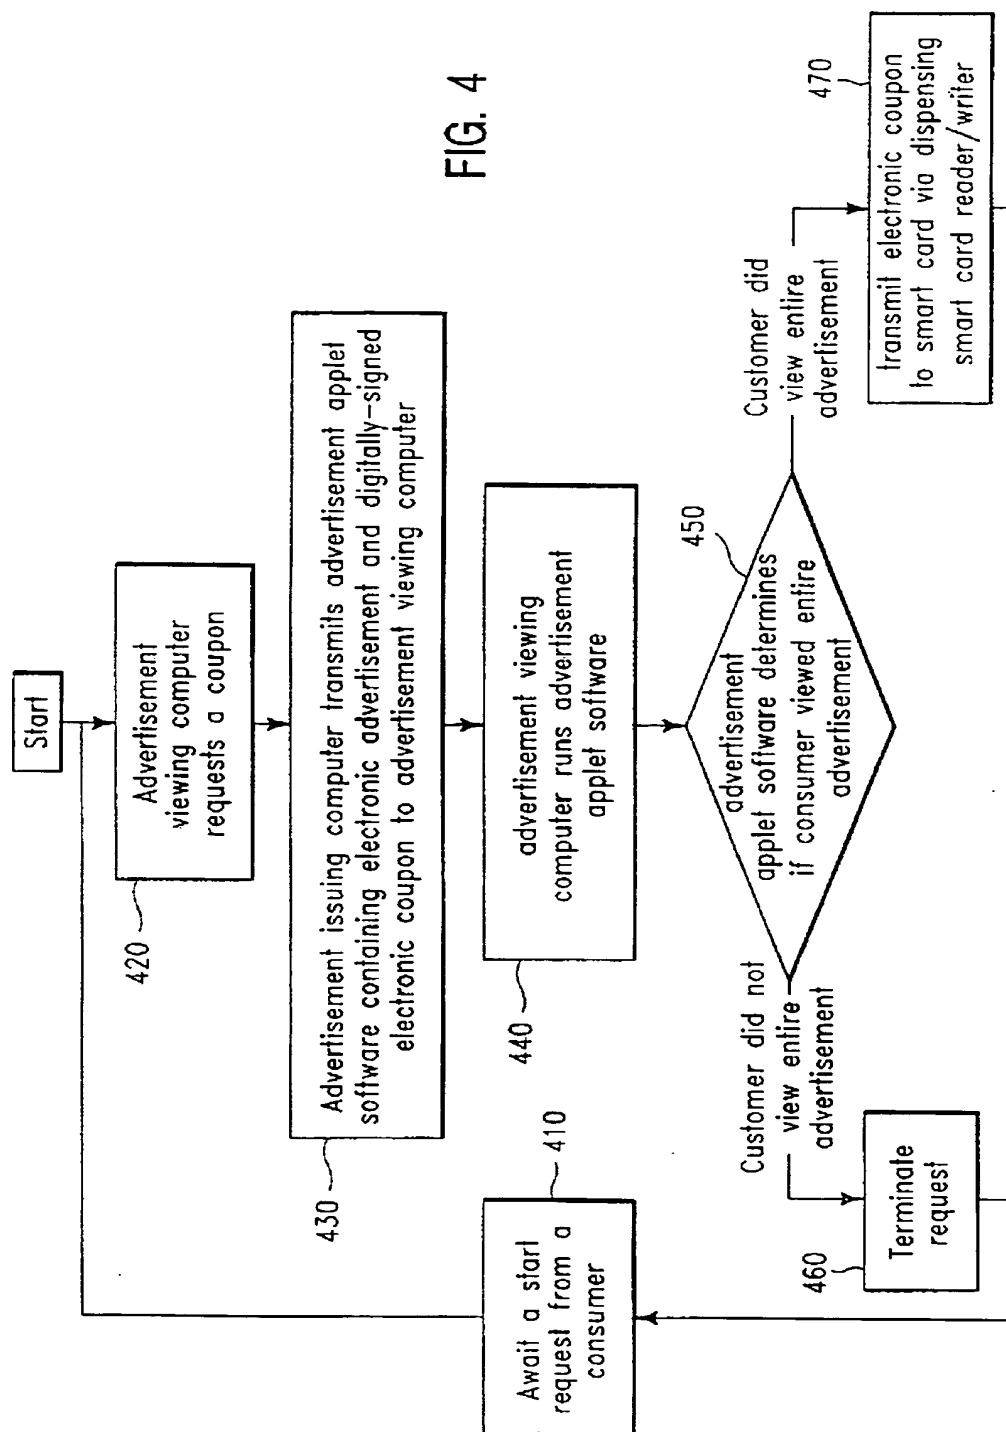 Start
Advertisement
viewing computer
requests a coupon
420
Advertisement issuing computer transmits advertisement applet
software containing electronic advertisement and digitally-signed
electronic coupon to advertisement viewing computer
430
advertisement viewing
computer runs advertisement
applet software
440
Await a start
request from a
consumer
410
advertisement
applet software determines
if consumer viewed entire
advertisement
450
Customer did not
view entire
advertisement
Customer did
view entire
advertisement
Terminate
request
460
transmit electronic coupon
to smart card via dispensing
smart card reader/writer
470
FIG. 4